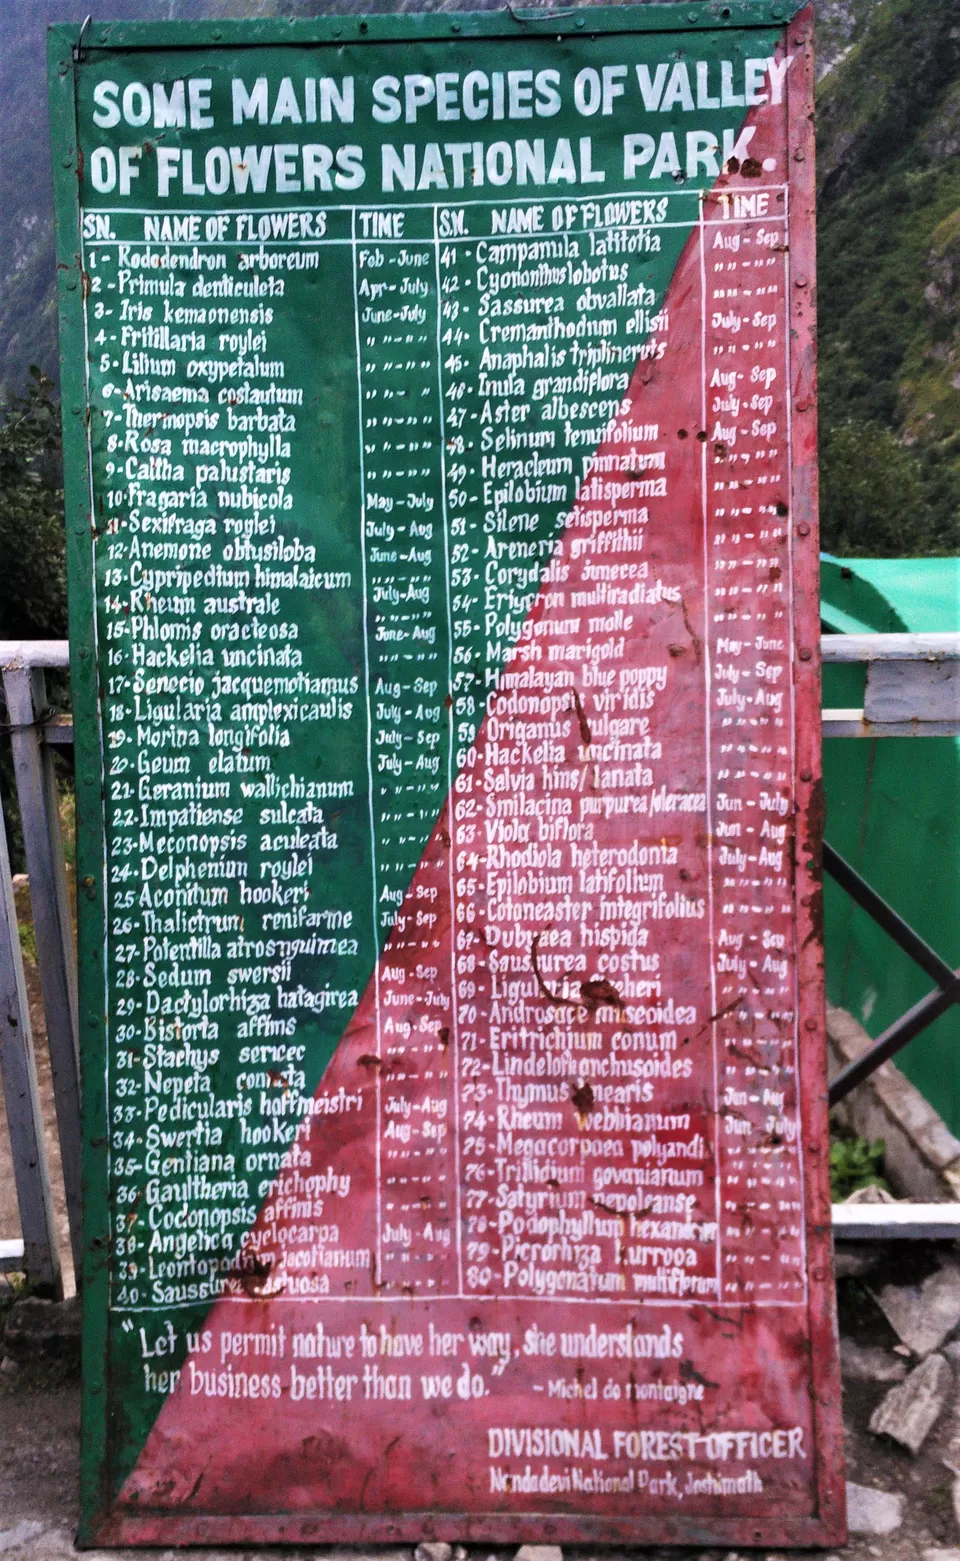 SOME MAIN SPECIES OF VALLEY
OF FLOWERS NATIONAL PARK.
SN. NAME OF FLOWERS TIME
1- Rododendron arboreum Feb-June
2- Primula denticuleta Apr-July
3- Iris kemaonensis June-July
4- Fritillaria roylei " " " "
5- Lilium oxypetalum " " " "
6- Arisaema costautum " " " "
7- Thermopsis barbata " " " "
8- Rosa macrophylla " " " "
9- Caltha palustaris " " " "
10- Fragaria nubicola May-July
11- Sexifraga roylei July-Aug
12- Anemone obtusiloba June-Aug
13- Cypripedium himalaicum " " " "
14- Rheum australe July-Aug
15- Phlomis oracteosa June-Aug
16- Hackelia uncinata " " " "
17- Senecio jacquemotiamus Aug-Sep
18- Ligularia amplexicaulis July-Aug
19- Morina longifolia July-Sep
20- Geum elatum July-Aug
21- Geranium wallichianum " " " "
22- Impatiense sulcata " " " "
23- Meconopsis aculeata " " " "
24- Delphenium roylei " " " "
25 Aconitum hookeri Aug-Sep
26- Thalictrum renifarme July-Sep
27- Potentilla atrosnguimea " " " "
28- Sedum swersii Aug-Sep
29- Dactylorhiza hatagirea June-July
30- Bistorta affins Aug-Sep
31- Stachys sericec " " " "
32- Nepeta connata " " " "
33- Pedicularis hoffmeistri July-Aug
34- Swertia hookeri Aug-Sep
35- Gentiana ornata " " " "
36- Gaultheria erichophy " " " "
37- Codonopsis affins " " " "
38- Angelica cyclocarpa July-Aug
39- Leontopodium jacotianum " " " "
40- Saussurea " " " "
S.N. NAME OF FLOWERS TIME
41- Campanula latitotia Aug-Sep
42- Cyononthus lobotus " " " "
43- Sassurea obvallata " " " "
44- Cremanthodum ellisii July-Sep
45- Anaphalis triplinervis " " " "
46- Inula grandiflora Aug-Sep
47- Aster albescens July-Sep
48- Selinum tenuifolium Aug-Sep
49- Heracleum pinnatum " " " "
50- Epilobium latisperma " " " "
51- Silene setisperma " " " "
52- Areneria griffithii " " " "
53- Corydalis junecea " " " "
54- Eriycron multiradiatus " " " "
55- Polygonum molle " " " "
56- Marsh marigold May-June
57- Himalayan blue poppy July-Sep
58- Codonopsi viridis July-Aug
59 Origanus vulgare " " " "
60- Hackelia uncinata " " " "
61- Salvia hins/lanata " " " "
62- Smilacina purpurea/oleracea Jun-July
63- Viola biflora Jun-Aug
64- Rhodiola heterodonta July-Aug
65- Epilobium latifolium " " " "
66- Cotoneaster integrifolius " " " "
67- Dubyaea hispida Aug-Sep
68- Saussurea costus July-Aug
69- Ligularia " " " "
70- Androsace museoidea " " " "
71- Eritrichium conum " " " "
72- Lindelofia anchusoides " " " "
73- Thymus linearis Jun-Aug
74- Rheum webbianum Jun-July
75- Megacorpaea polyandi " " " "
76- Trillidium govaniarum " " " "
77- Satyrium nepoleanse " " " "
78- Podophyllum hexandrum " " " "
79- Picrorhiza kurrooa " " " "
80- Polygonatum multiflorum " " " "
"Let us permit nature to have her way, she understands
her business better than we do."
- Michel de montaigne
DIVISIONAL FOREST OFFICER
Nandadevi National Park, Joshimath